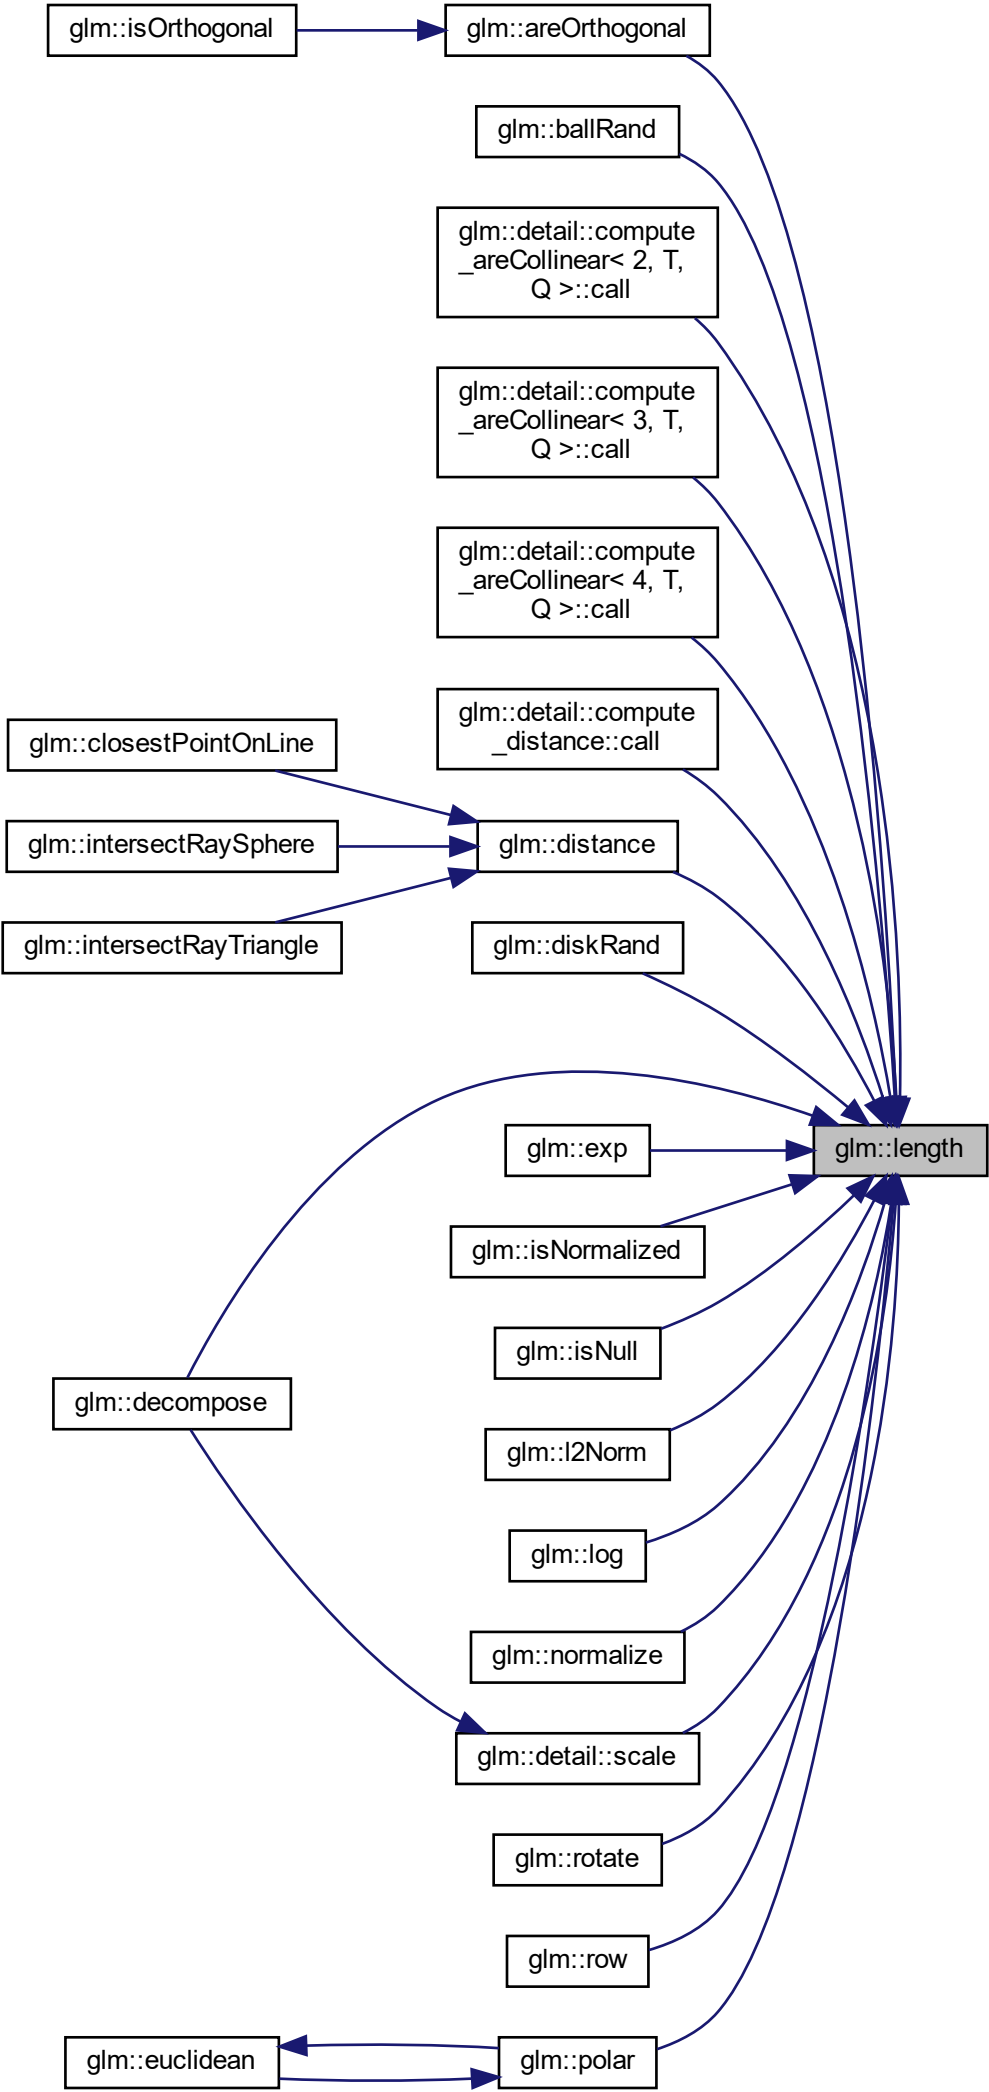 glm::isOrthogonal
glm::areOrthogonal
glm::ballRand
glm::detail::compute
_areCollinear< 2, T,
Q >::call
glm::detail::compute
_areCollinear< 3, T,
Q >::call
glm::detail::compute
_areCollinear< 4, T,
Q >::call
glm::detail::compute
_distance::call
glm::closestPointOnLine
glm::intersectRaySphere
glm::distance
glm::intersectRayTriangle
glm::diskRand
glm::exp
glm::length
glm::isNormalized
glm::isNull
glm::decompose
glm::l2Norm
glm::log
glm::normalize
glm::detail::scale
glm::rotate
glm::row
glm::euclidean
glm::polar